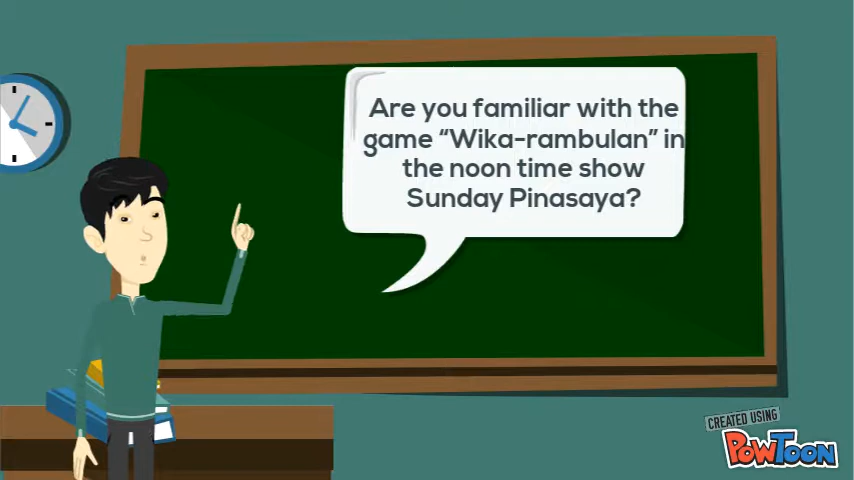 Are you familiar with the
game “Wika-rambulan” in
the noon time show
Sunday Pinasaya?
CREATED USING
POWTOON